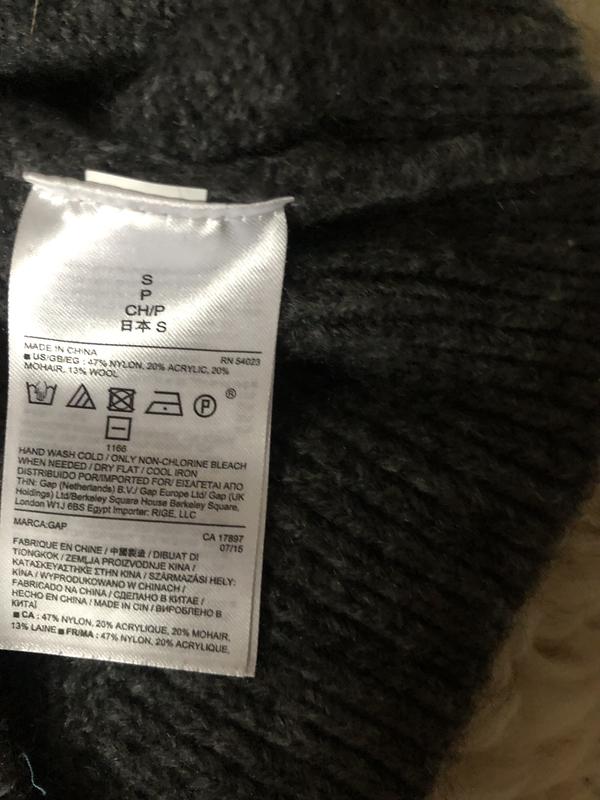 S
P
CH/P
日本 S
MADE IN CHINA RN 54023
■ US/GB/EG : 47% NYLON, 20% ACRYLIC, 20%
MOHAIR, 13% WOOL
P ®
1166
HAND WASH COLD / ONLY NON-CHLORINE BLEACH
WHEN NEEDED / DRY FLAT / COOL IRON
DISTRIBUIDO POR/IMPORTED FOR/ ΕΙΣΑΓΕΤΑΙ ΑΠΟ
ΤΗΝ: Gap (Netherlands) B.V./ Gap Europe Ltd/ Gap (UK
Holdings) Ltd/Berkeley Square House Berkeley Square,
London W1J 6BS Egypt Importer: RIGE, LLC
MARCA:GAP CA 17897
07/15
FABRIQUE EN CHINE / 中國製造 / DIBUAT DI
TIONGKOK / ZEMLJA PROIZVODNJE KINA /
ΚΑΤΑΣΚΕΥΑΣΤΗΚΕ ΣΤΗΝ ΚΙΝΑ / SZÁRMAZÁSI HELY:
KÍNA / WYPRODUKOWANO W CHINACH /
FABRICADO NA CHINA / СДЕЛАНО В КИТАЕ /
HECHO EN CHINA / MADE IN CIN / ВИРОБЛЕНО В
КИТАЇ
■ CA : 47% NYLON, 20% ACRYLIQUE, 20% MOHAIR,
13% LAINE ■ FR/MA : 47% NYLON, 20% ACRYLIQUE,